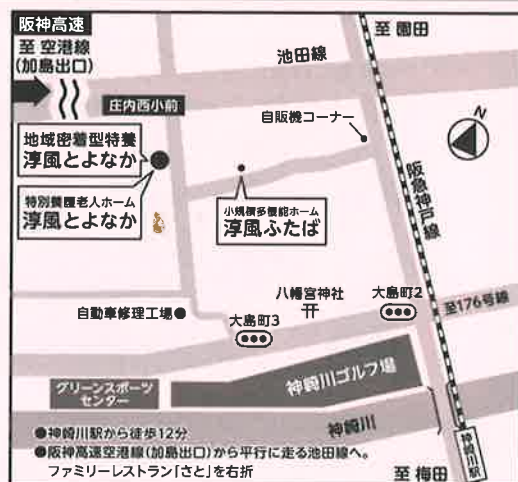 阪神高速
至 空港線
(加島出口)
池田線
至 園田
庄内西小前
自販機コーナー
N
地域密着型特養
淳風とよなか
特別養護老人ホーム
淳風とよなか
小規模多機能ホーム
淳風ふたば
阪急神戸線
八幡宮神社
大島町2
至176号線
自動車修理工場●
大島町3
神崎川ゴルフ場
グリーンスポーツ
センター
神崎川
神崎川駅
●神崎川駅から徒歩12分
●阪神高速空港線(加島出口)から平行に走る池田線へ。
ファミリーレストラン「さと」を右折
至 梅田